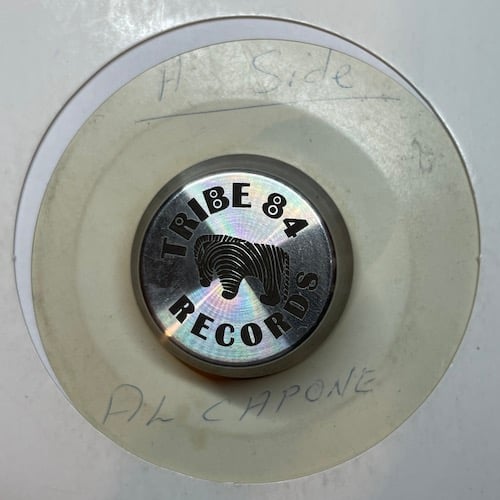 A Side
TRIBE 84
RECORDS
AL CAPONE